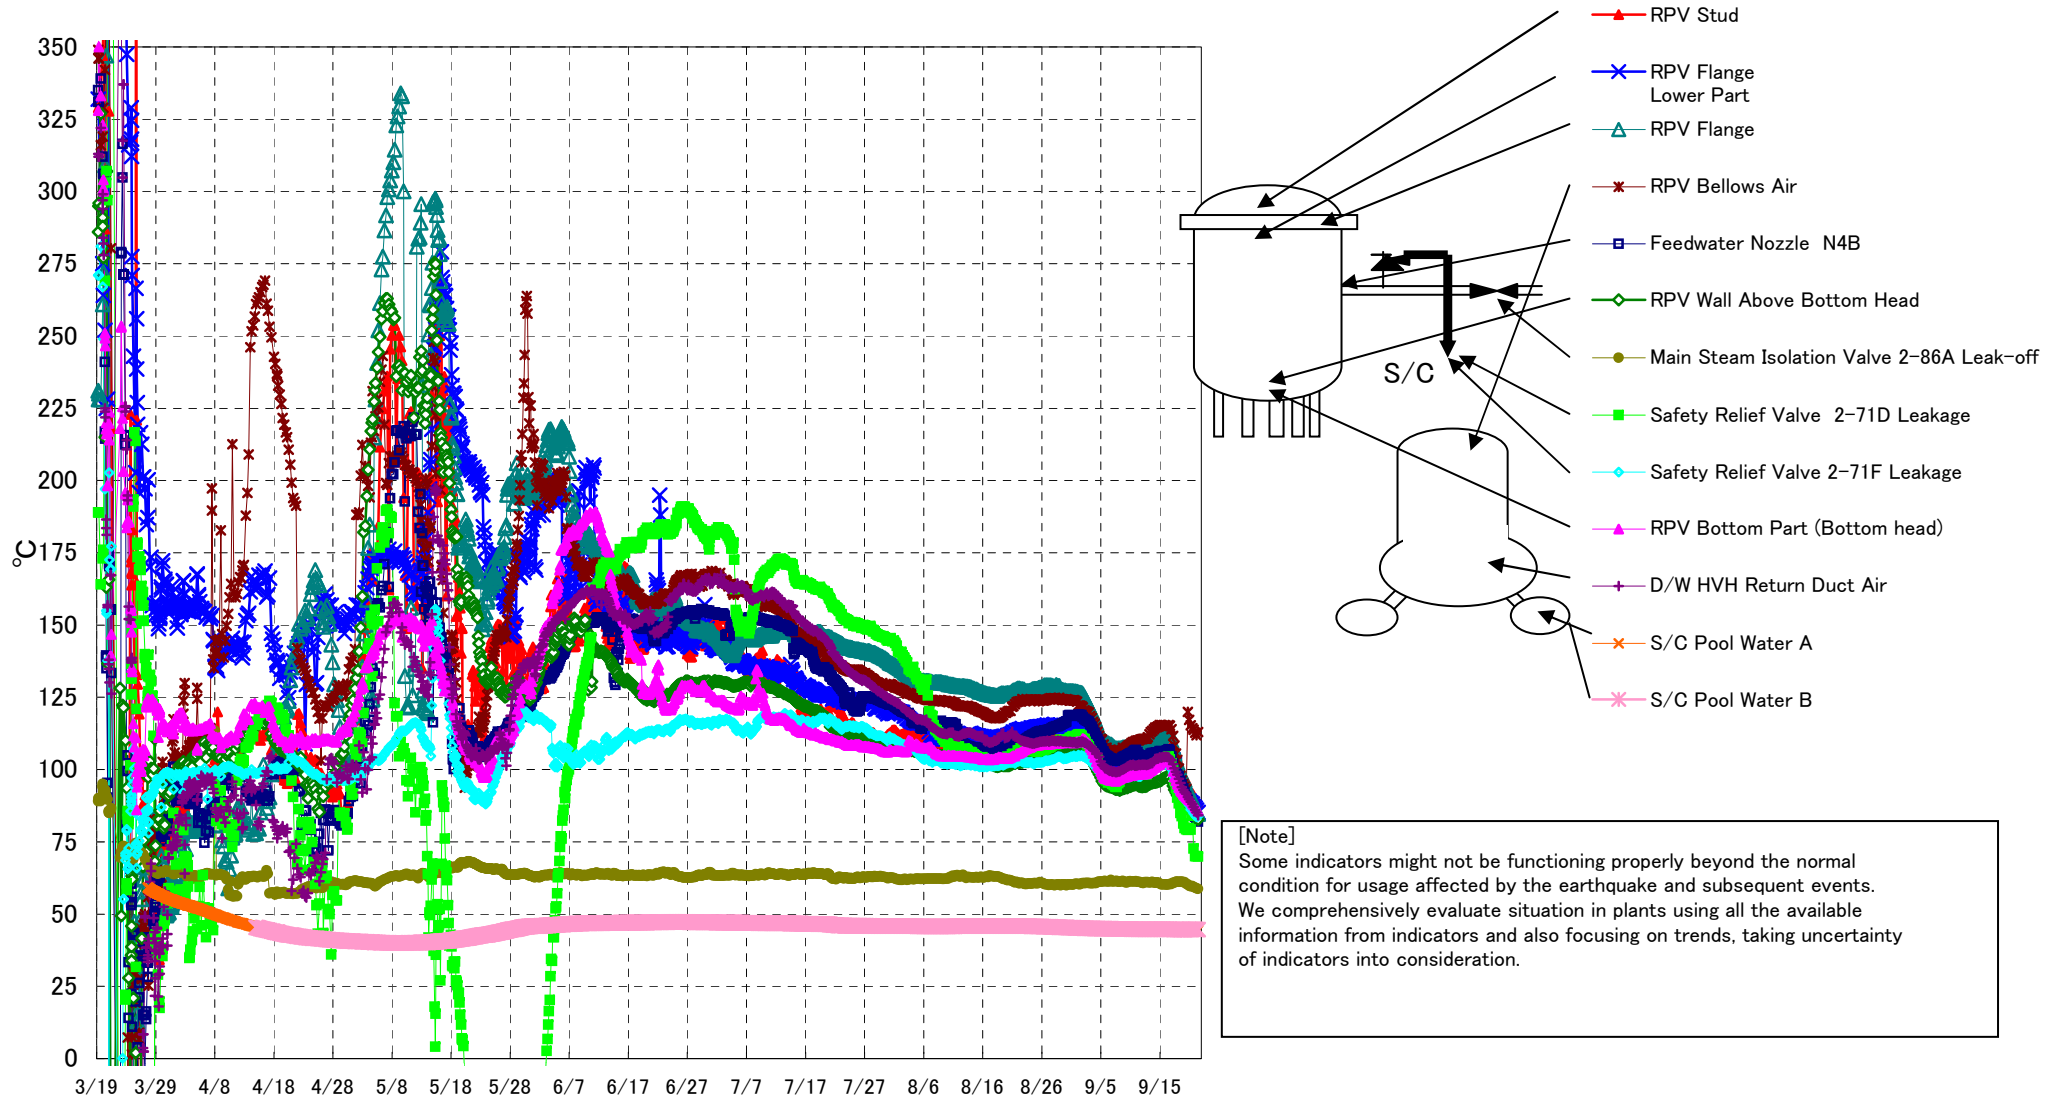 350
325
300
275
250
225
200
175
150
125
100
75
50
25
0
℃
3/19 3/29 4/8 4/18 4/28 5/8 5/18 5/28 6/7 6/17 6/27 7/7 7/17 7/27 8/6 8/16 8/26 9/5 9/15
RPV Stud
RPV Flange
Lower Part
RPV Flange
RPV Bellows Air
Feedwater Nozzle N4B
RPV Wall Above Bottom Head
Main Steam Isolation Valve 2-86A Leak-off
Safety Relief Valve 2-71D Leakage
Safety Relief Valve 2-71F Leakage
RPV Bottom Part (Bottom head)
D/W HVH Return Duct Air
S/C Pool Water A
S/C Pool Water B
S/C
[Note]
Some indicators might not be functioning properly beyond the normal
condition for usage affected by the earthquake and subsequent events.
We comprehensively evaluate situation in plants using all the available
information from indicators and also focusing on trends, taking uncertainty
of indicators into consideration.